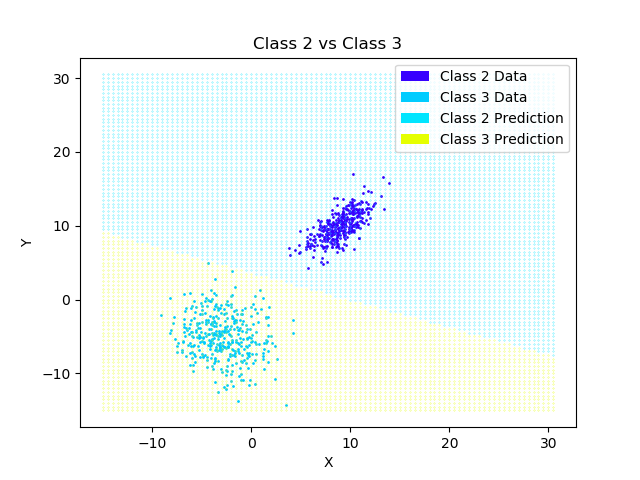 Class 2 vs Class 3
Class 2 Data
Class 3 Data
Class 2 Prediction
Class 3 Prediction
30
20
10
0
−10
Y
−10
0
10
20
30
X